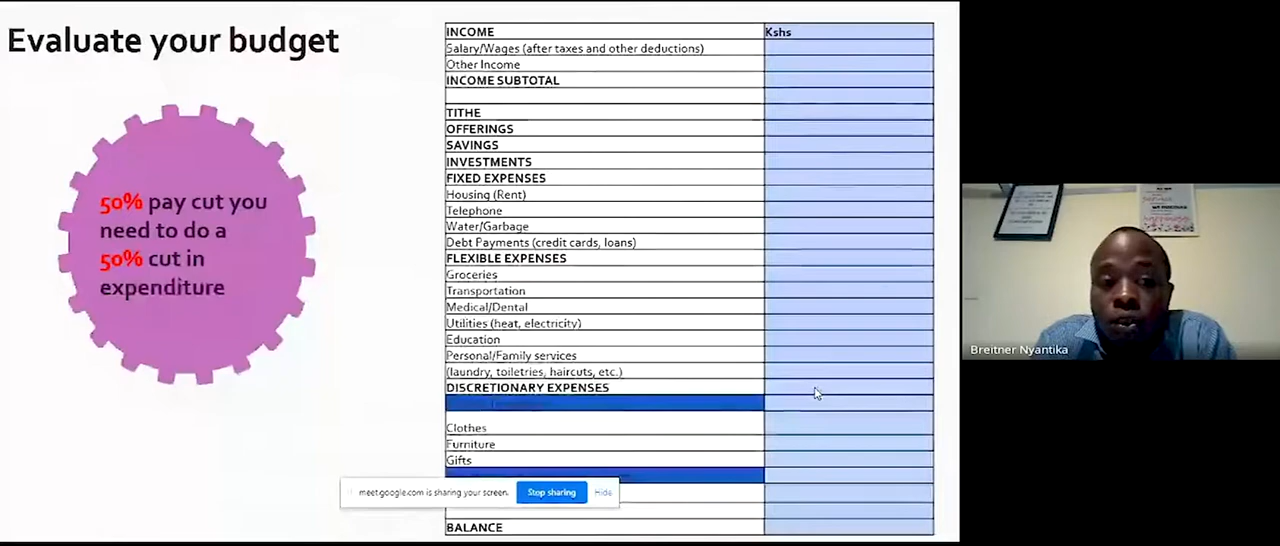 Evaluate your budget
50% pay cut you
need to do a
50% cut in
expenditure
INCOME Kshs
Salary/Wages (after taxes and other deductions)
Other Income
INCOME SUBTOTAL
TITHE
OFFERINGS
SAVINGS
INVESTMENTS
FIXED EXPENSES
Housing (Rent)
Telephone
Water/Garbage
Debt Payments (credit cards, loans)
FLEXIBLE EXPENSES
Groceries
Transportation
Medical/Dental
Utilities (heat, electricity)
Education
Personal/Family services
(laundry, toiletries, haircuts, etc.)
DISCRETIONARY EXPENSES
Clothes
Furniture
Gifts
meet.google.com is sharing your screen. Stop sharing Hide
BALANCE
Breitner Nyantika